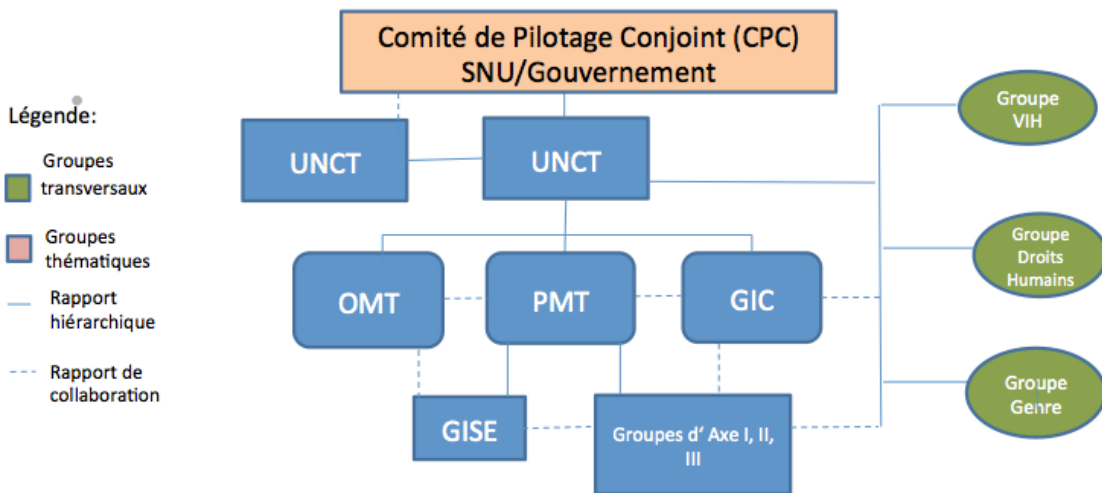 Comité de Pilotage Conjoint (CPC)
SNU/Gouvernement
Légende:
Groupes
transversaux
Groupes
thématiques
Rapport
hiérarchique
Rapport de
collaboration
UNCT
UNCT
OMT
PMT
GIC
GISE
Groupes d’ Axe I, II,
III
Groupe
VIH
Groupe
Droits
Humains
Groupe
Genre